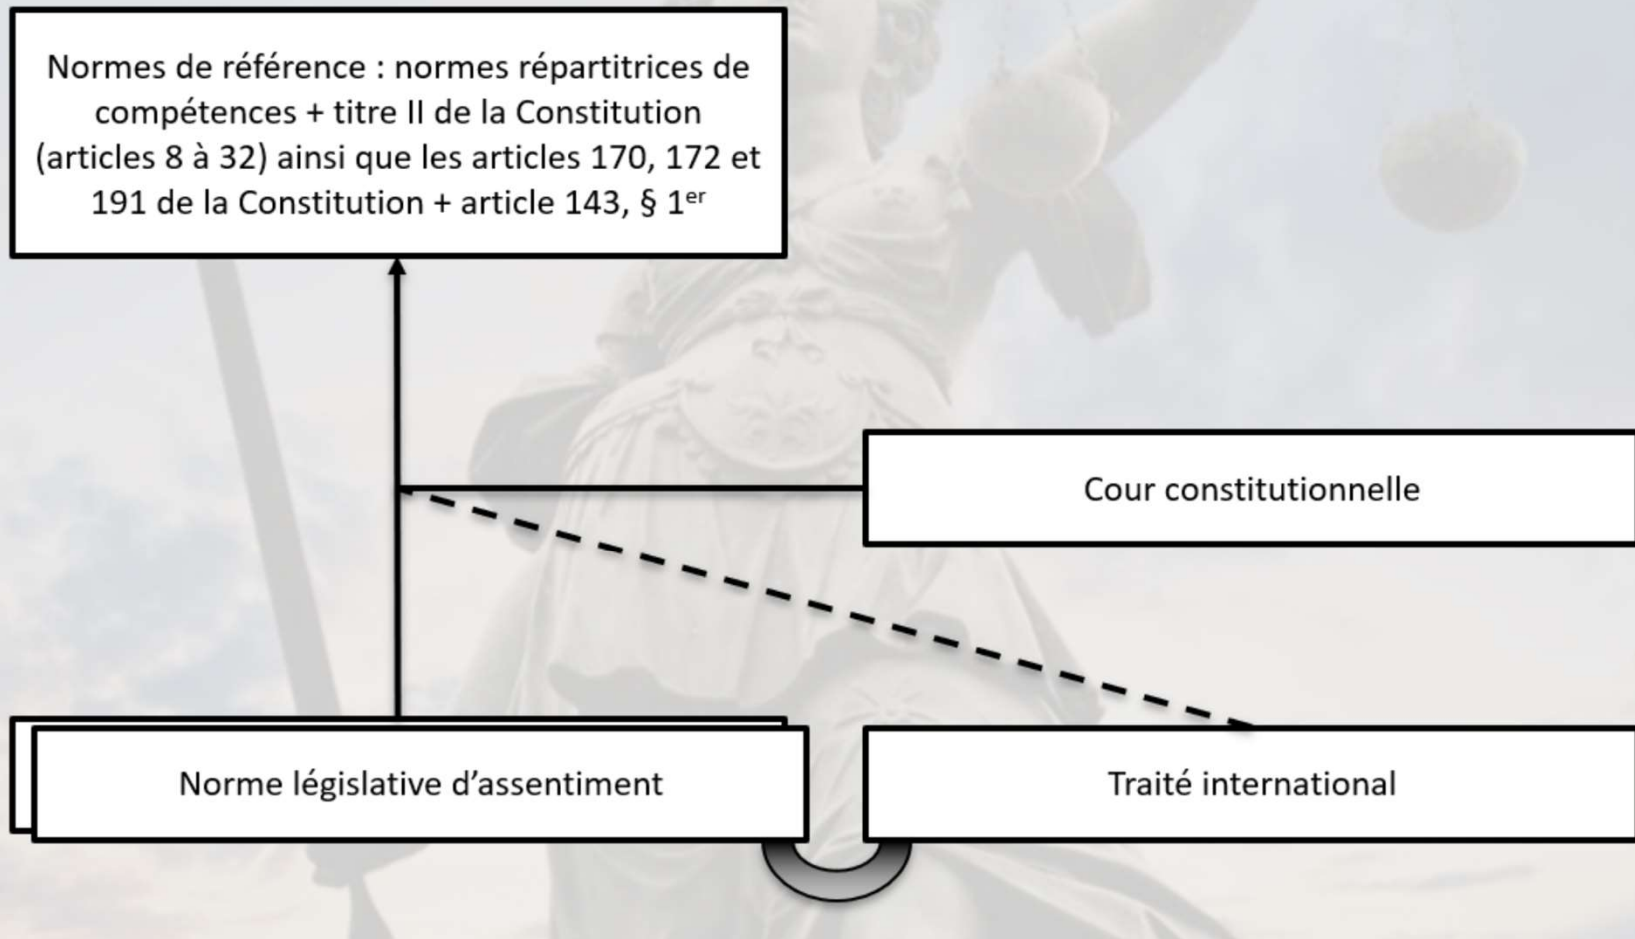 Normes de référence : normes répartitrices de
compétences + titre II de la Constitution
(articles 8 à 32) ainsi que les articles 170, 172 et
191 de la Constitution + article 143, § 1er
Cour constitutionnelle
Norme législative d’assentiment
Traité international